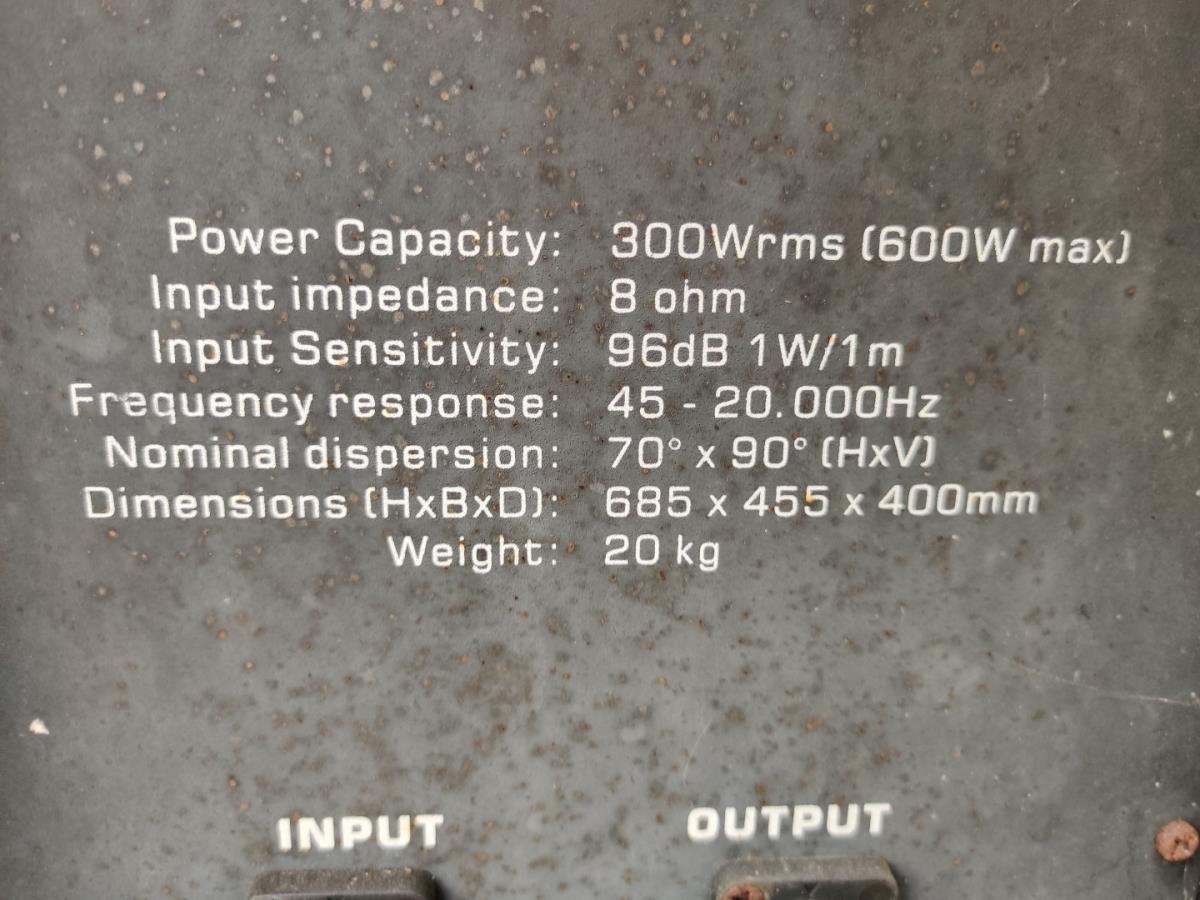 Power Capacity: 300Wrms (600W max)
Input impedance: 8 ohm
Input Sensitivity: 96dB 1W/1m
Frequency response: 45 - 20.000Hz
Nominal dispersion: 70° x 90° (HxV)
Dimensions (HxBxD): 685 x 455 x 400mm
Weight: 20 kg
INPUT OUTPUT